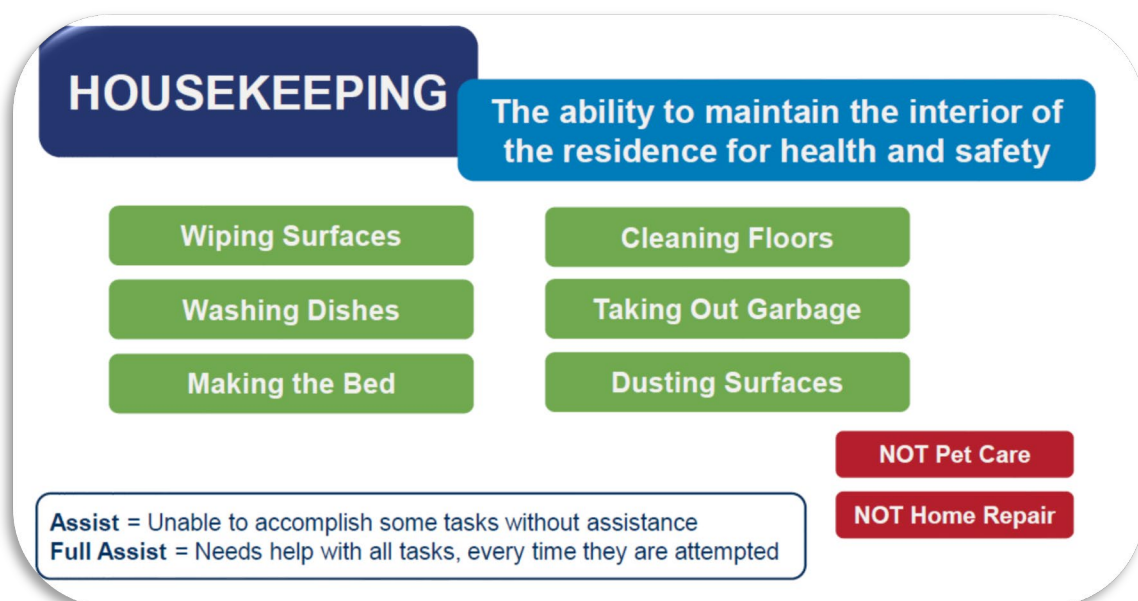 HOUSEKEEPING
The ability to maintain the interior of
the residence for health and safety
Wiping Surfaces
Cleaning Floors
Washing Dishes
Taking Out Garbage
Making the Bed
Dusting Surfaces
NOT Pet Care
NOT Home Repair
Assist = Unable to accomplish some tasks without assistance
Full Assist = Needs help with all tasks, every time they are attempted